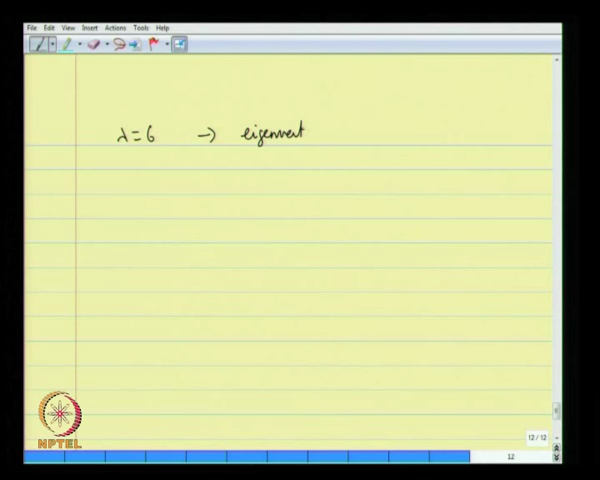 File Edit View Insert Actions Tools Help
λ = 6 → eigenvect
NPTEL
12 / 12
12